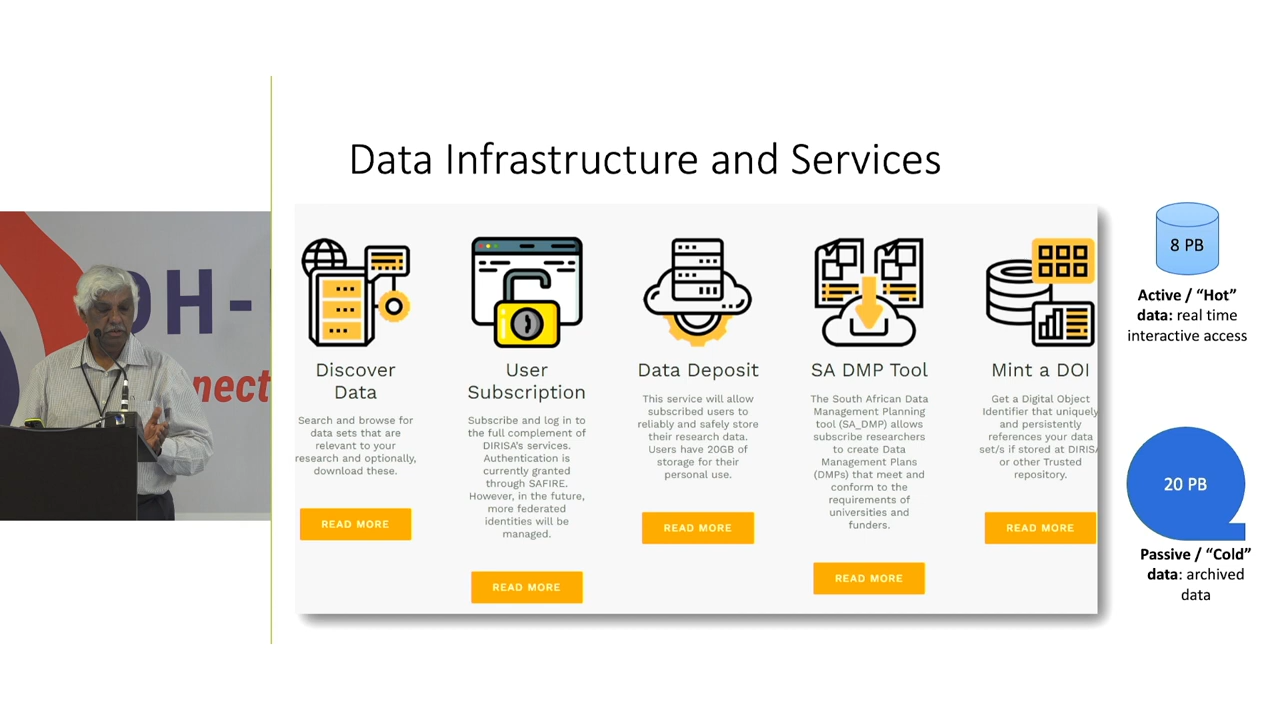 Data Infrastructure and Services
OH-
nect
Discover
Data
Search and browse for
data sets that are
relevant to your
research and optionally,
download these.
READ MORE
User
Subscription
Subscribe and log in to
the full complement of
DIRISA's services.
Authentication is
currently granted
through SAFIRE.
However, in the future,
more federated
identities will be
managed.
READ MORE
Data Deposit
This service will allow
subscribed users to
reliably and safely store
their research data.
Users have 20GB of
storage for their
personal use.
READ MORE
SA DMP Tool
The South African Data
Management Planning
tool (SA_DMP) allows
subscribe researchers
to create Data
Management Plans
(DMPs) that meet and
conform to the
requirements of
universities and
funders.
READ MORE
Mint a DOI
Get a Digital Object
Identifier that uniquely
and persistently
references your data
set/s if stored at DIRISA
or other Trusted
repository.
READ MORE
8 PB
Active / “Hot”
data: real time
interactive access
20 PB
Passive / “Cold”
data: archived
data